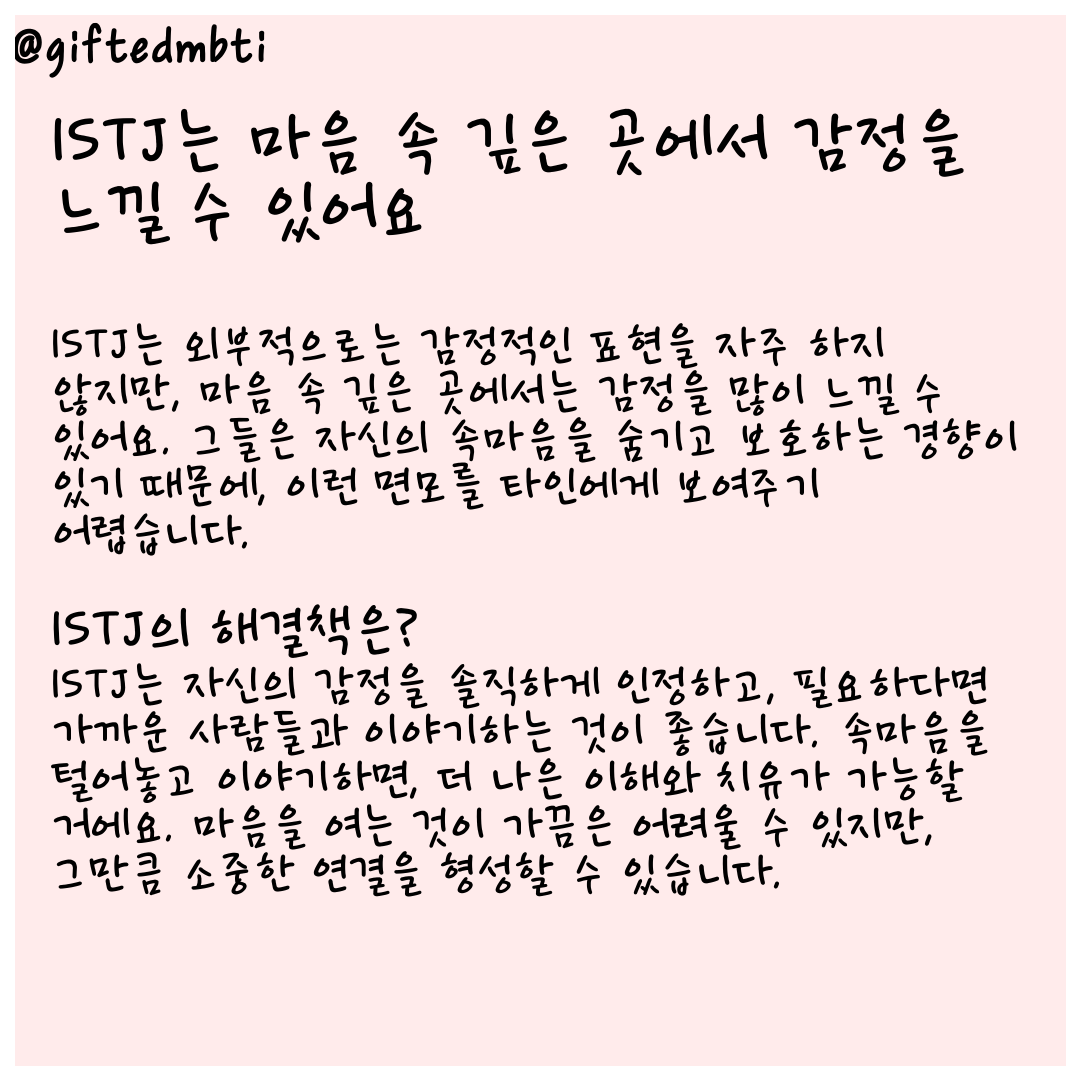 @giftedmbti
ISTJ는 마음 속 깊은 곳에서 감정을
느낄 수 있어요
ISTJ는 외부적으로는 감정적인 표현을 자주 하지
않지만, 마음 속 깊은 곳에서는 감정을 많이 느낄 수
있어요. 그들은 자신의 속마음을 숨기고 보호하는 경향이
있기 때문에, 이런 면모를 타인에게 보여주기
어렵습니다.
ISTJ의 해결책은?
ISTJ는 자신의 감정을 솔직하게 인정하고, 필요하다면
가까운 사람들과 이야기하는 것이 좋습니다. 속마음을
털어놓고 이야기하면, 더 나은 이해와 치유가 가능할
거에요. 마음을 여는 것이 가끔은 어려울 수 있지만,
그만큼 소중한 연결을 형성할 수 있습니다.